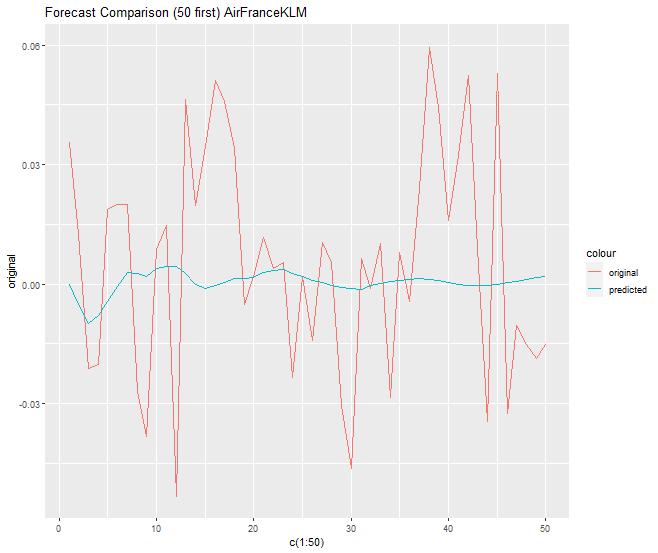 Forecast Comparison (50 first) AirFranceKLM
0.06
0.03
0.00
-0.03
original
0
10
20
30
40
50
c(1:50)
colour
original
predicted